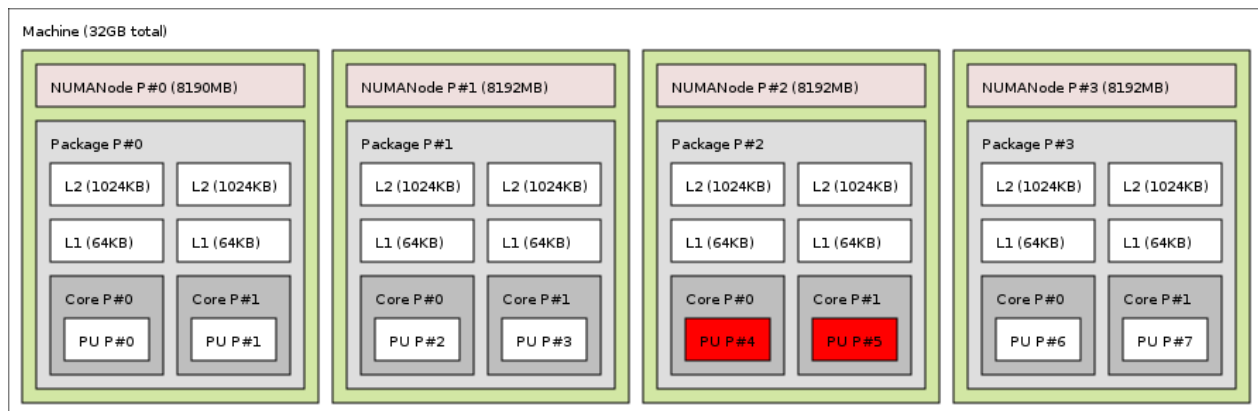 Machine (32GB total)
NUMANode P#0 (8190MB)
Package P#0
L2 (1024KB) L2 (1024KB)
L1 (64KB) L1 (64KB)
Core P#0 Core P#1
PU P#0 PU P#1
NUMANode P#1 (8192MB)
Package P#1
L2 (1024KB) L2 (1024KB)
L1 (64KB) L1 (64KB)
Core P#0 Core P#1
PU P#2 PU P#3
NUMANode P#2 (8192MB)
Package P#2
L2 (1024KB) L2 (1024KB)
L1 (64KB) L1 (64KB)
Core P#0 Core P#1
PU P#4 PU P#5
NUMANode P#3 (8192MB)
Package P#3
L2 (1024KB) L2 (1024KB)
L1 (64KB) L1 (64KB)
Core P#0 Core P#1
PU P#6 PU P#7